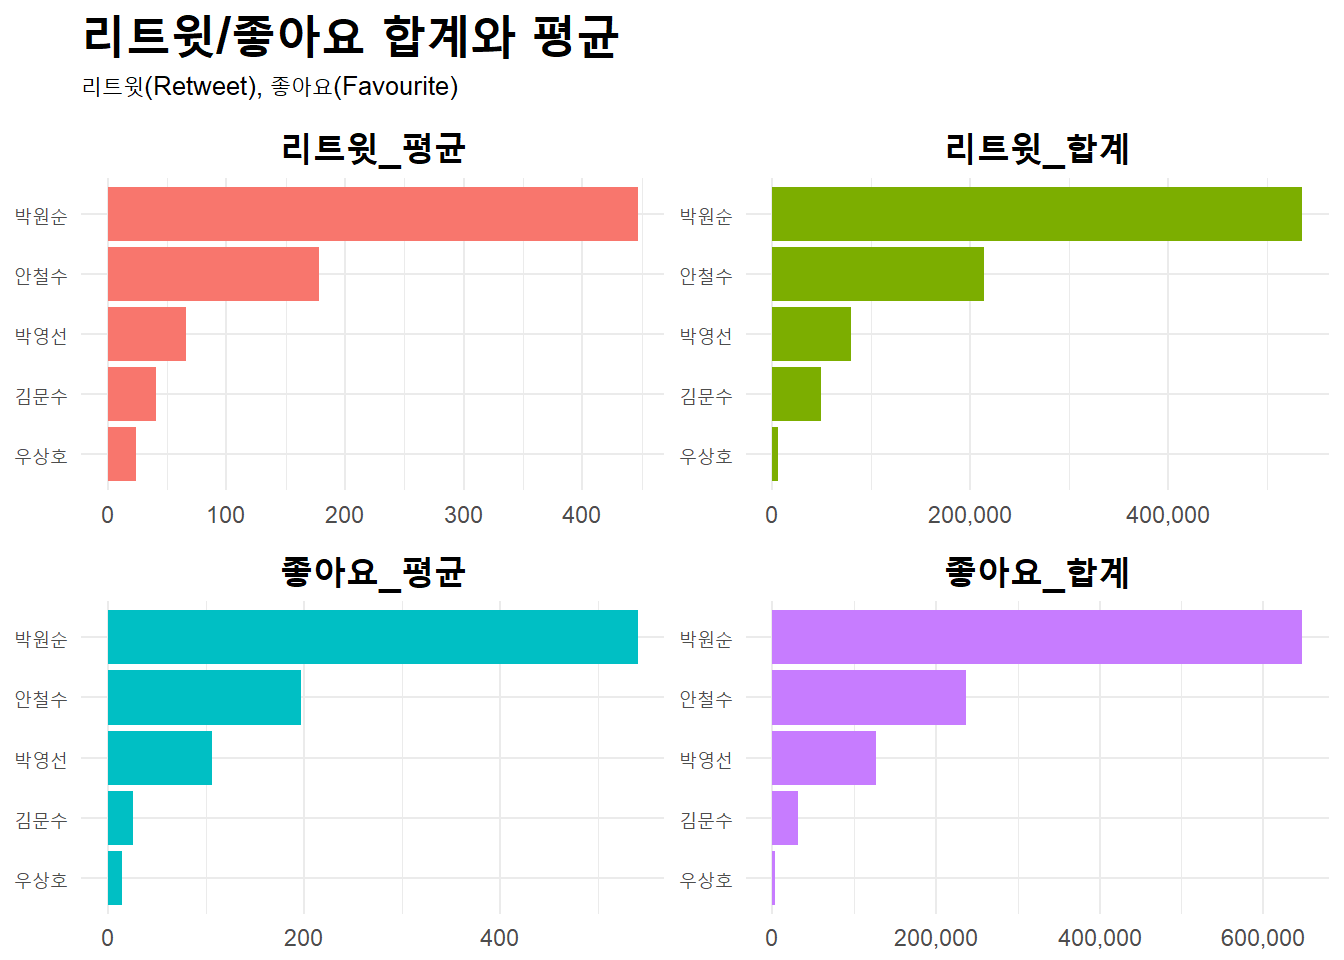 리트윗/좋아요 합계와 평균
리트윗(Retweet), 좋아요(Favourite)
리트윗_평균
박원순
안철수
박영선
김문수
우상호
0 100 200 300 400
리트윗_합계
박원순
안철수
박영선
김문수
우상호
0 200,000 400,000
좋아요_평균
박원순
안철수
박영선
김문수
우상호
0 200 400
좋아요_합계
박원순
안철수
박영선
김문수
우상호
0 200,000 400,000 600,000